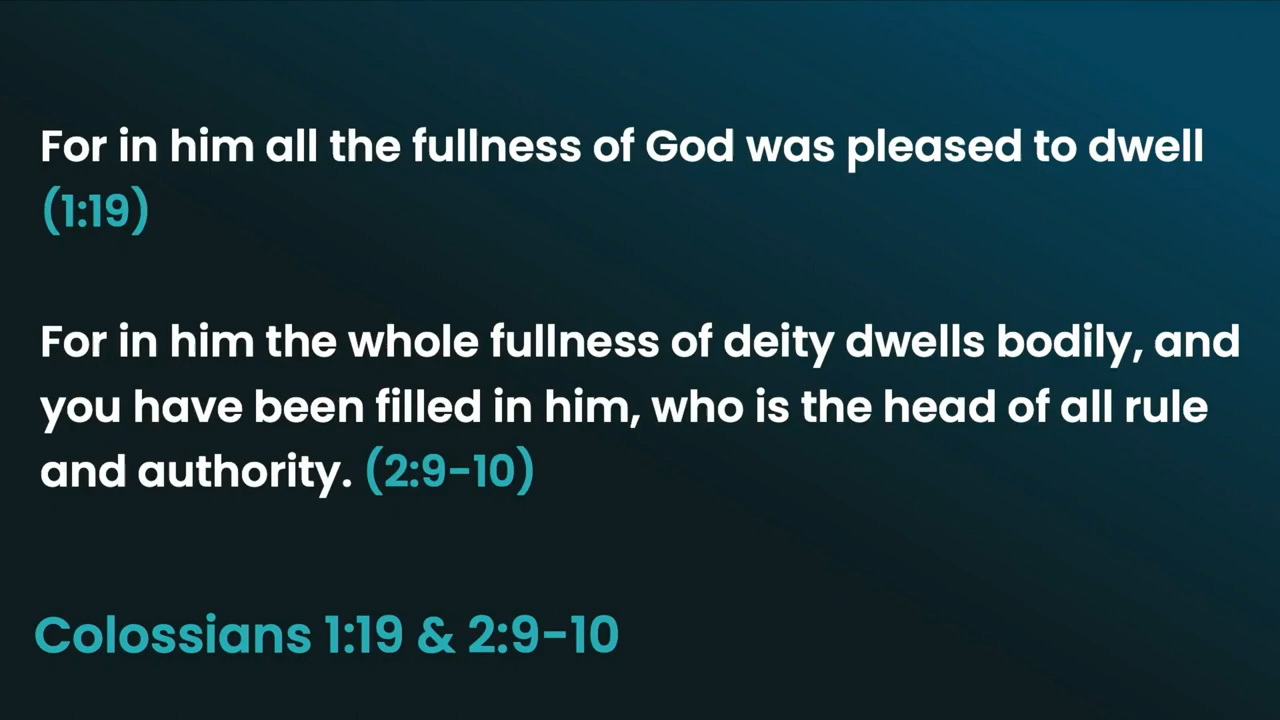 For in him all the fullness of God was pleased to dwell
(1:19)
For in him the whole fullness of deity dwells bodily, and
you have been filled in him, who is the head of all rule
and authority. (2:9-10)
Colossians 1:19 & 2:9-10